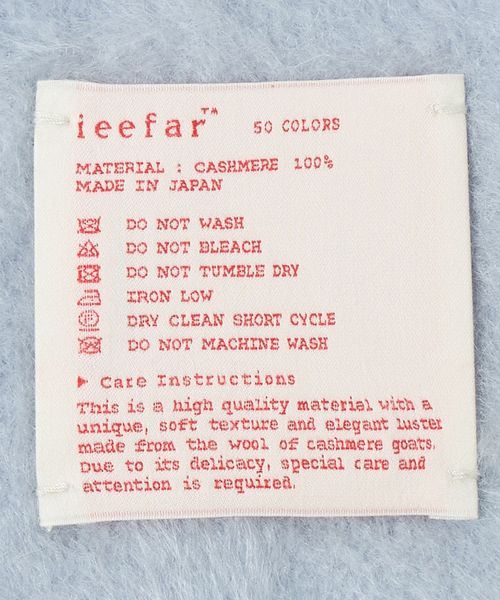 ieefar™ 50 COLORS
MATERIAL : CASHMERE 100%
MADE IN JAPAN
DO NOT WASH
DO NOT BLEACH
DO NOT TUMBLE DRY
IRON LOW
DRY CLEAN SHORT CYCLE
DO NOT MACHINE WASH
▶ Care Instructions
This is a high quality material with a
unique, soft texture and elegant luster
made from the wool of cashmere goats.
Due to its delicacy, special care and
attention is required.